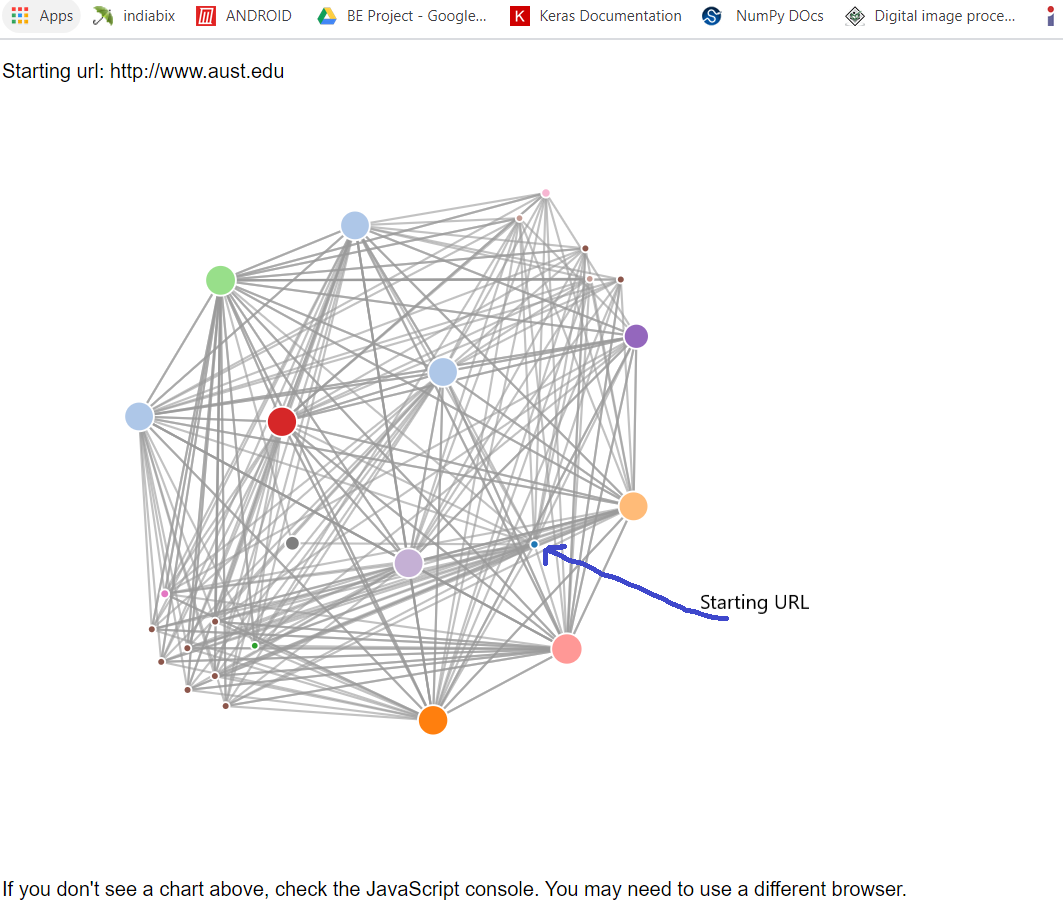 Apps indiabix ANDROID BE Project - Google... K Keras Documentation NumPy DOcs Digital image proce...
Starting url: http://www.aust.edu
Starting URL
If you don't see a chart above, check the JavaScript console. You may need to use a different browser.